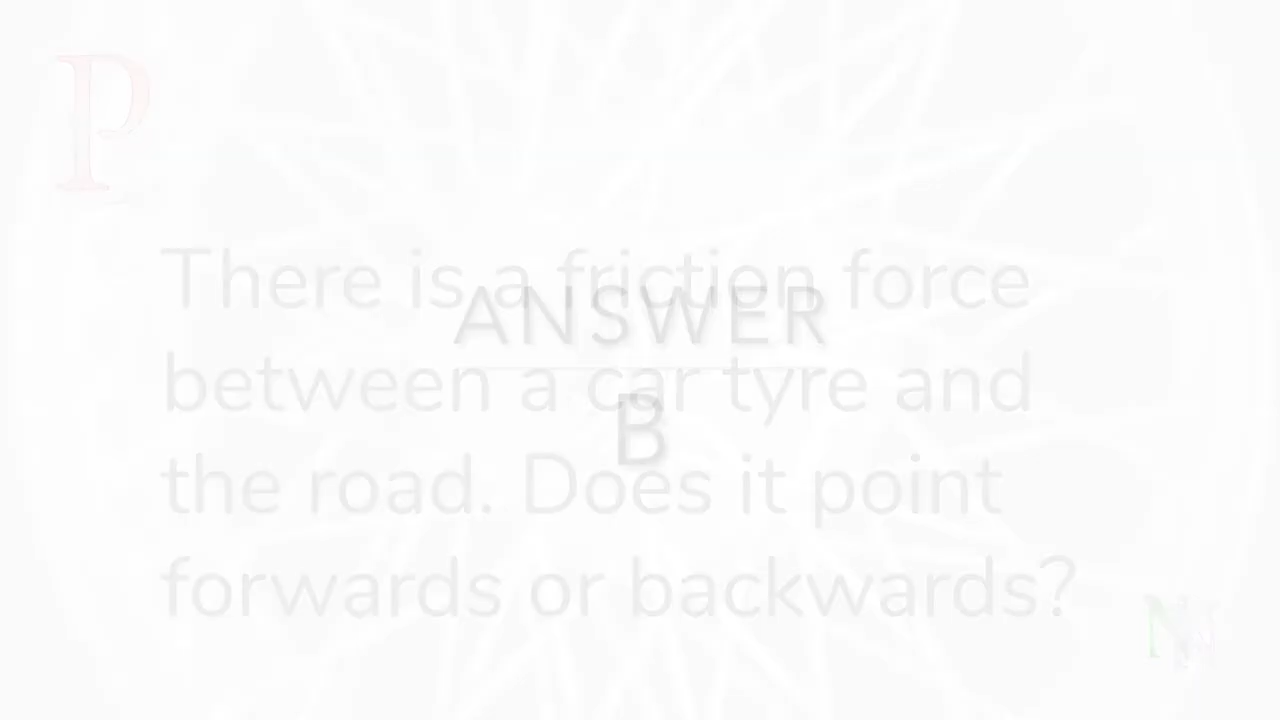 P
There is a friction force
ANSWER
between a car tyre and
B
the road. Does it point
forwards or backwards?
N